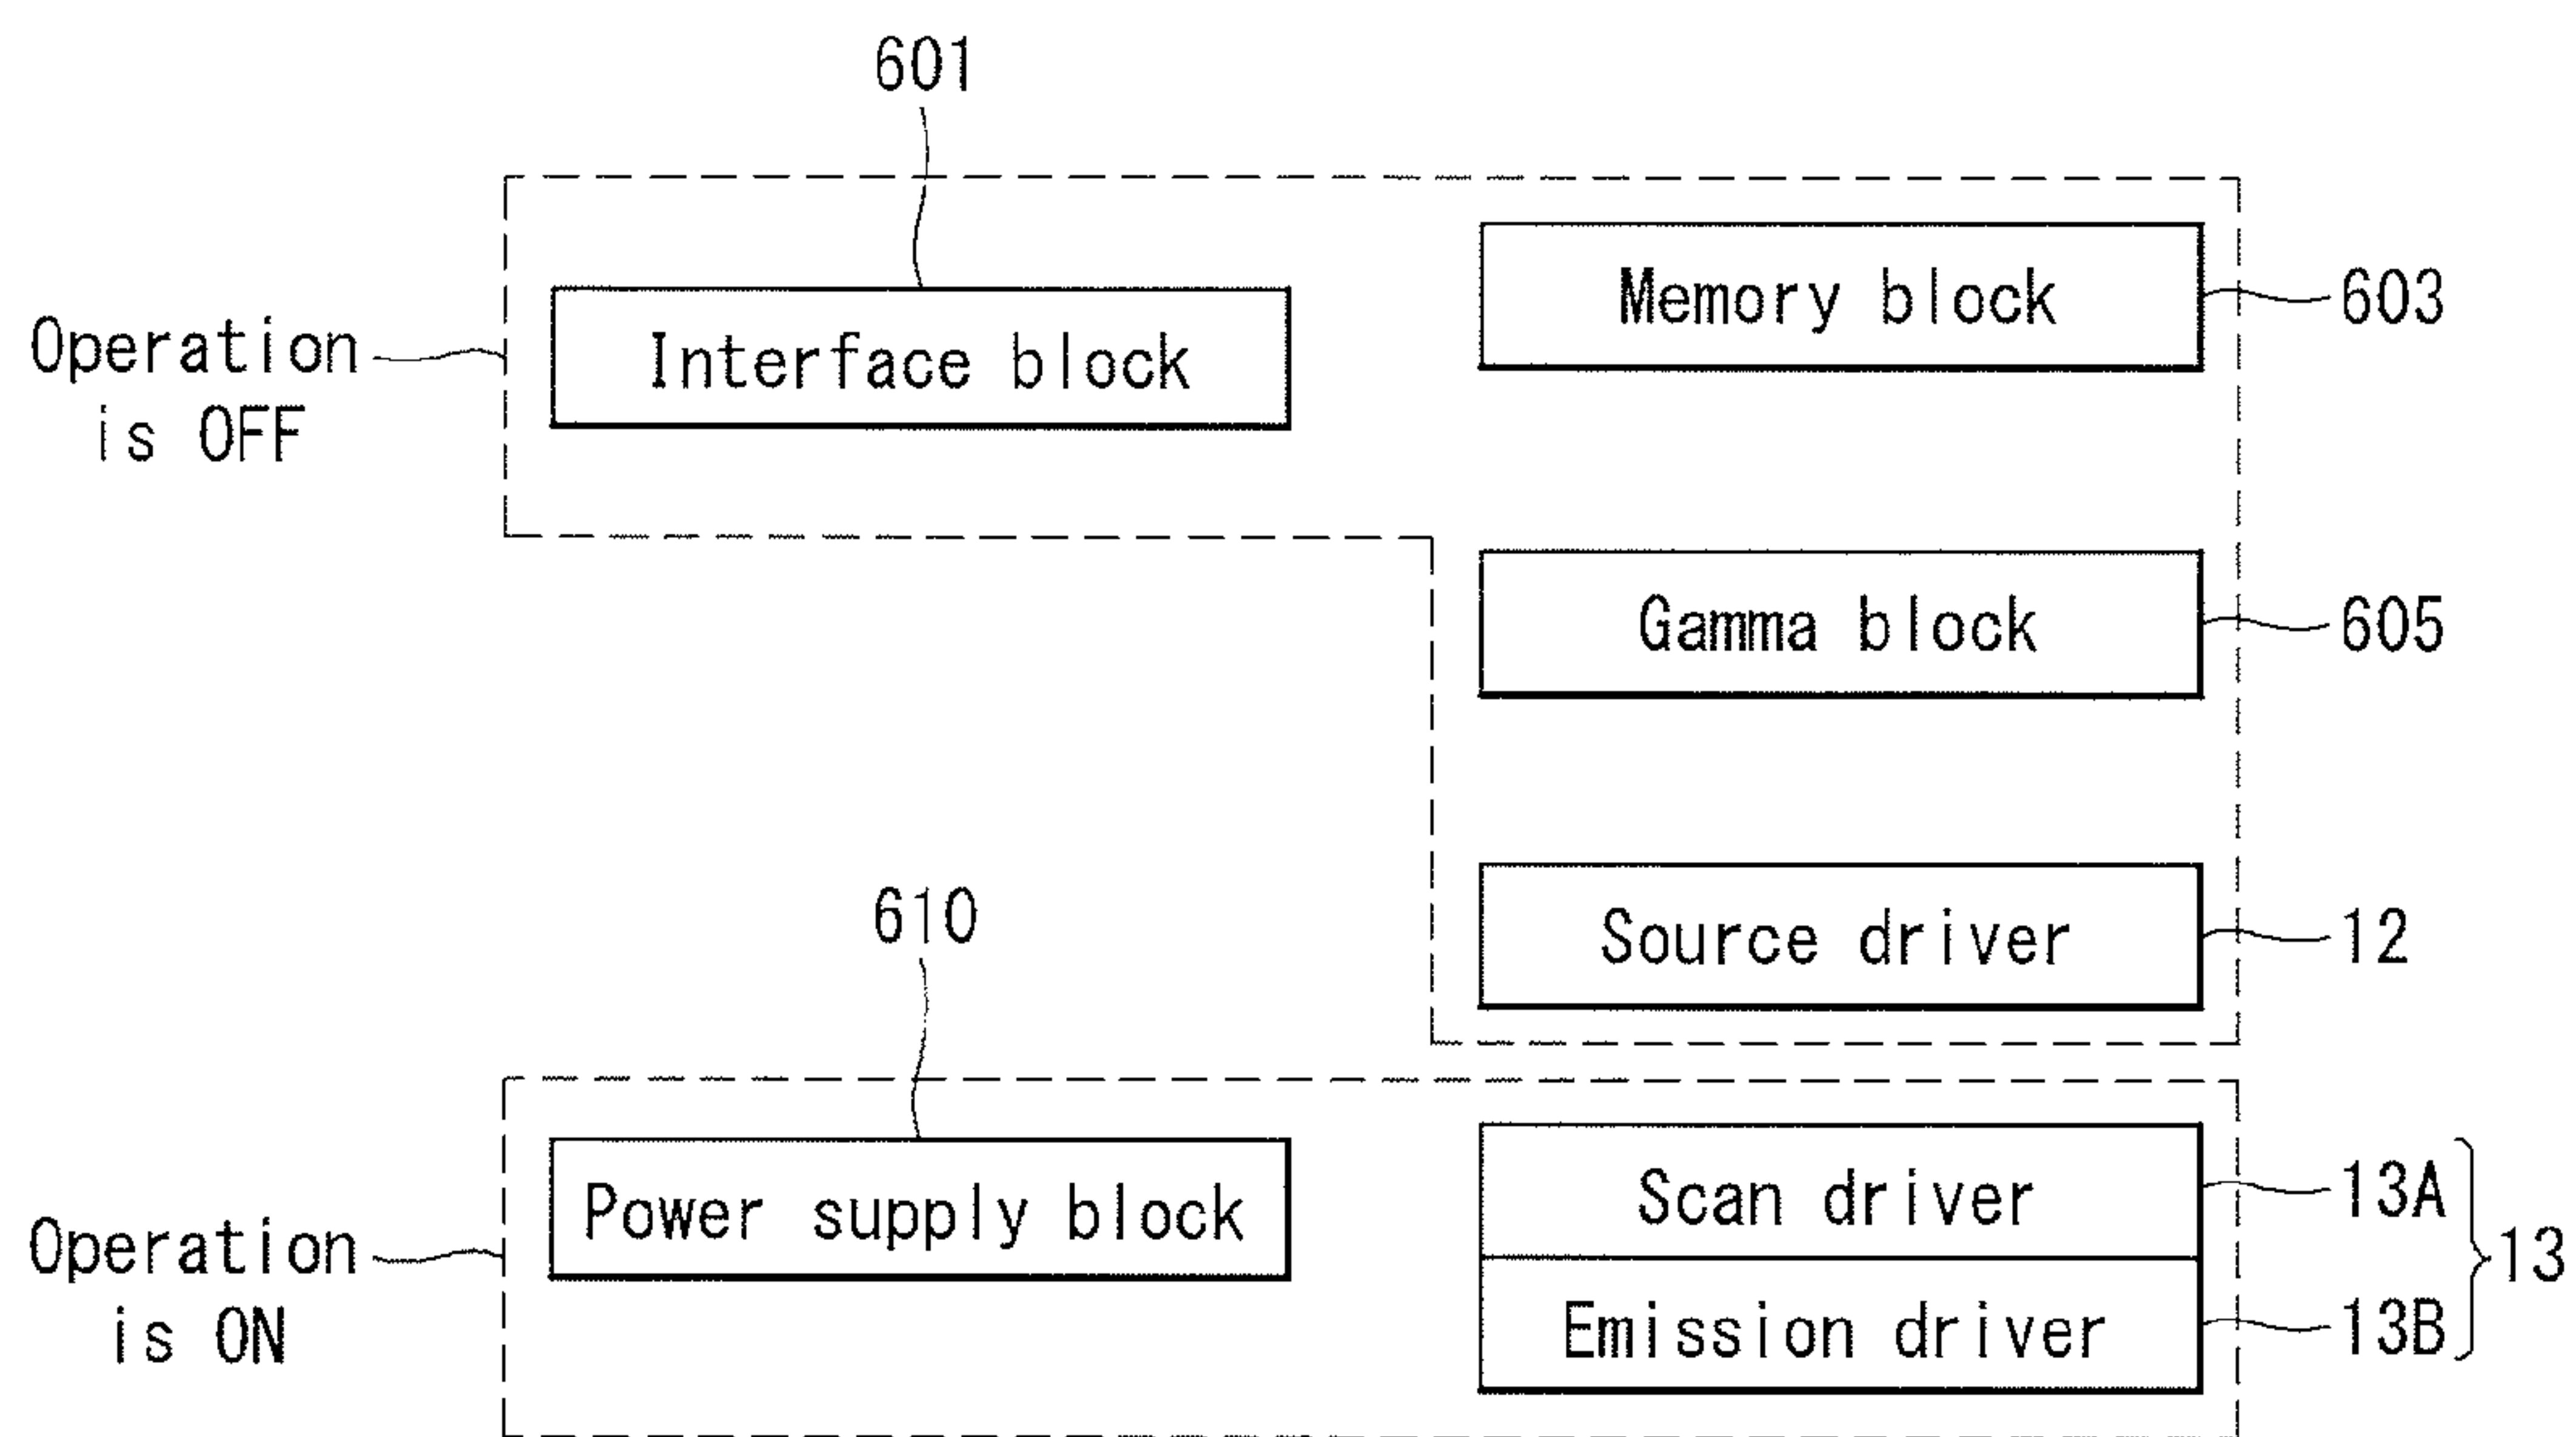 601
Memory block
603
Interface block
Operation
is OFF
Gamma block
605
Source driver
12
610
Power supply block
Scan driver
13A
13
Operation
is ON
Emission driver
13B